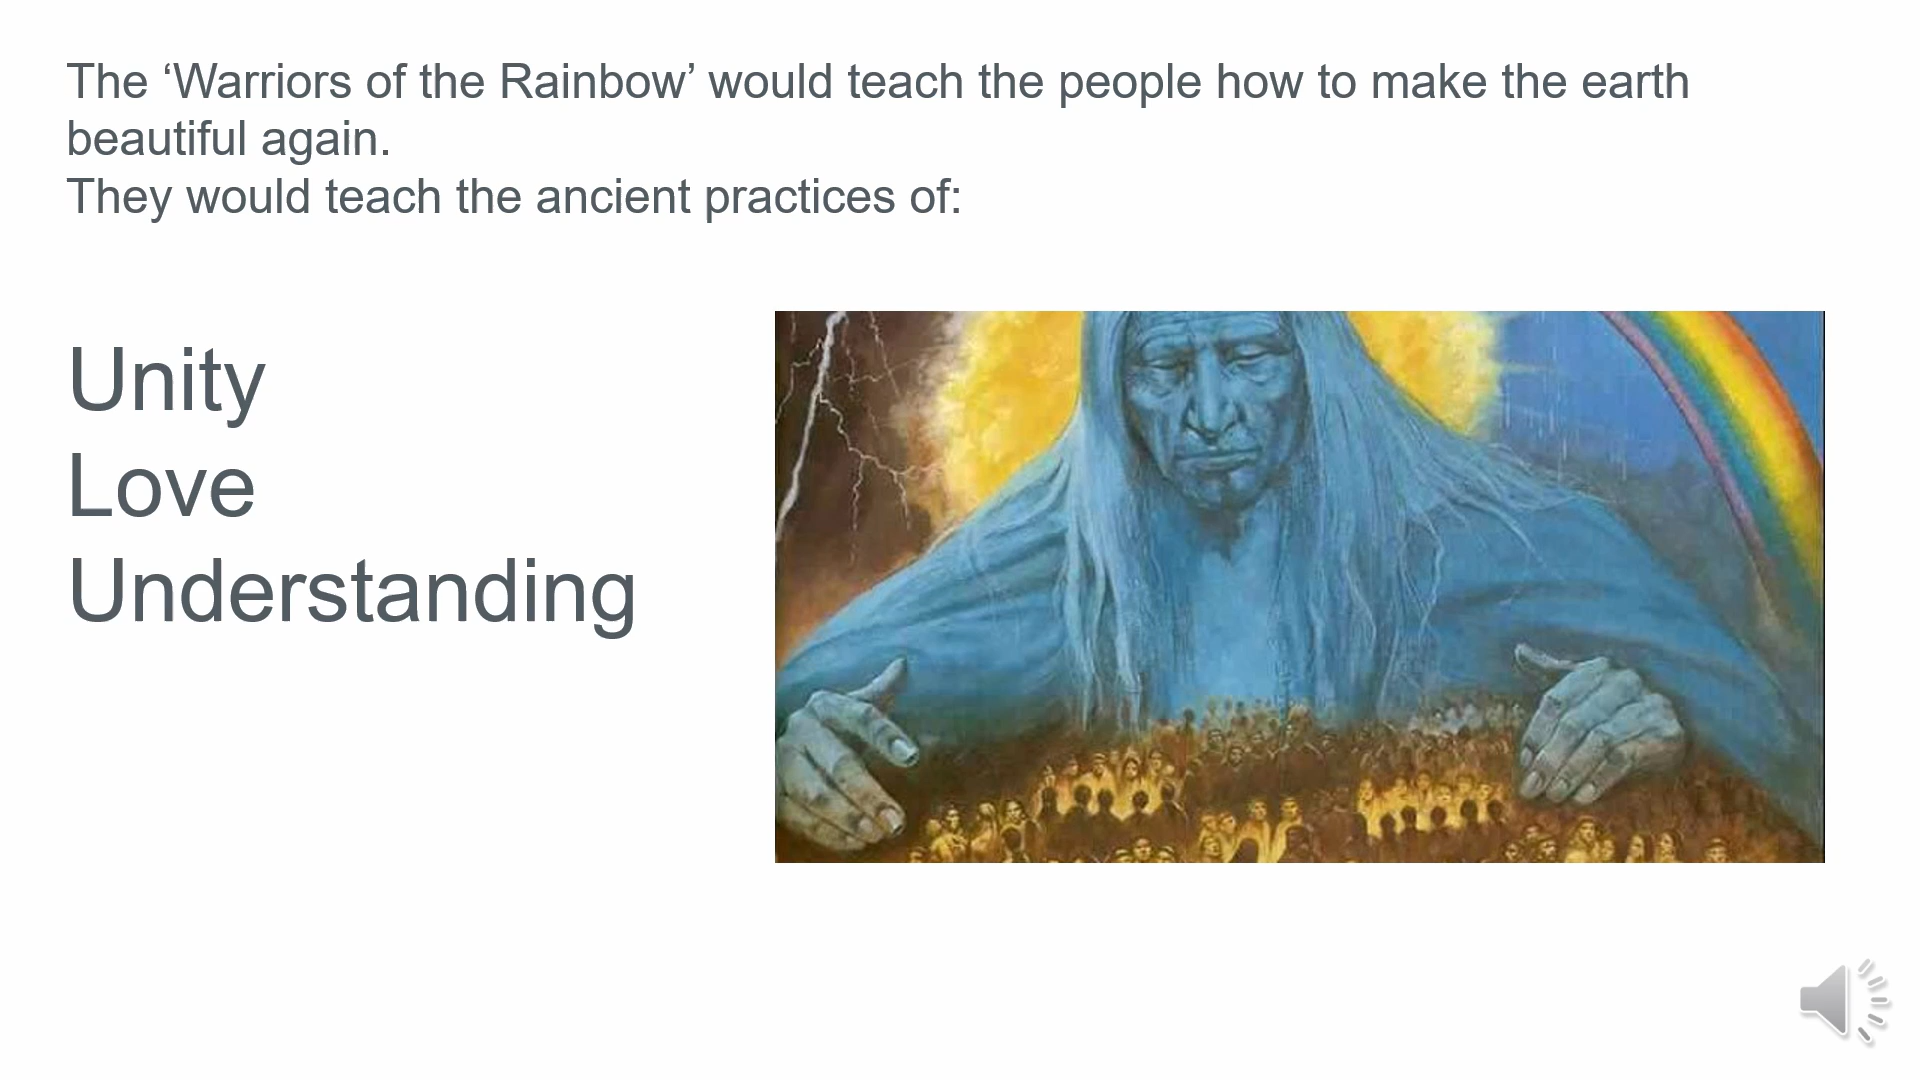 The ‘Warriors of the Rainbow’ would teach the people how to make the earth
beautiful again.
They would teach the ancient practices of:
Unity
Love
Understanding